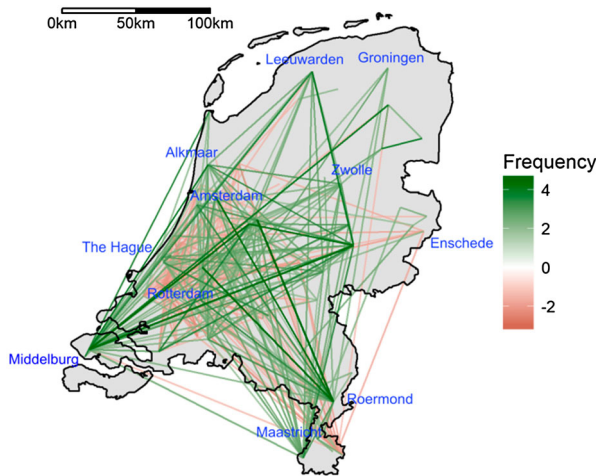 0km 50km 100km
Leeuwarden Groningen
Alkmaar
Zwolle
Amsterdam
Frequency
4
2
0
-2
The Hague
Enschede
Rotterdam
Middelburg
Roermond
Maastricht